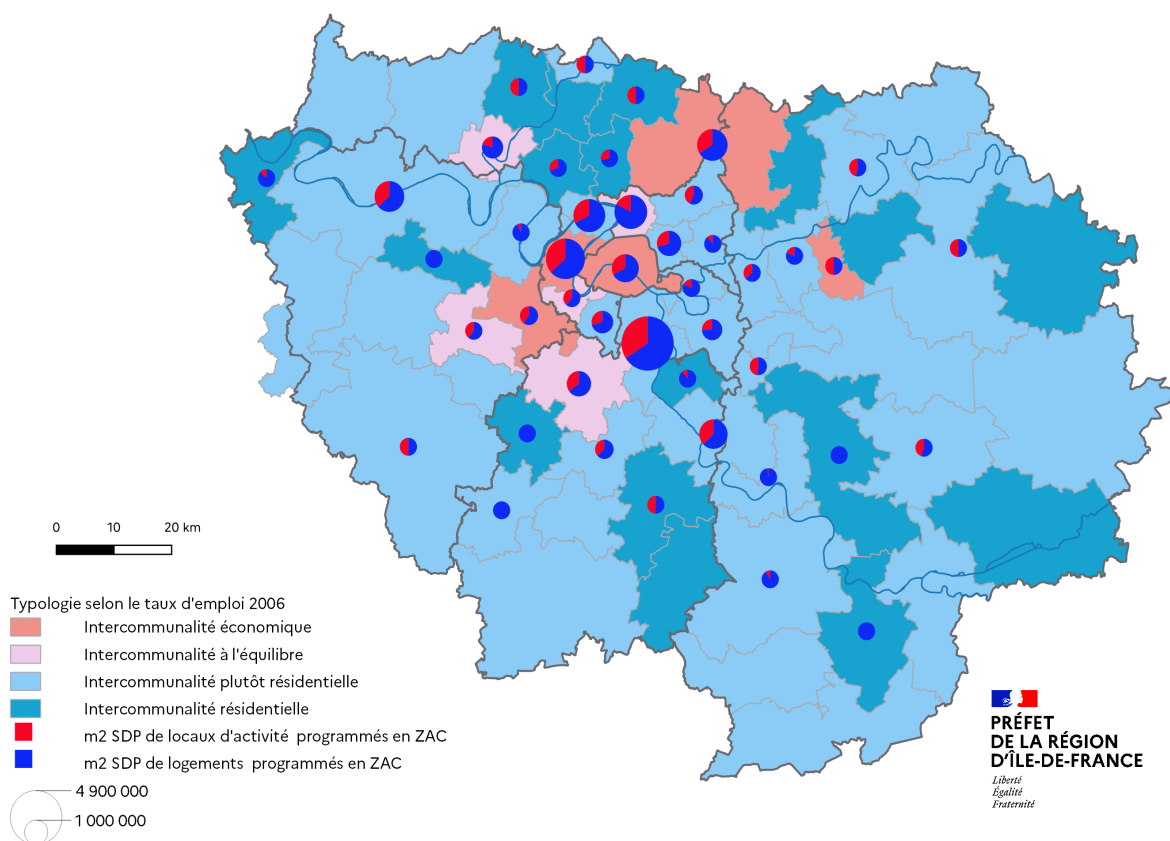 0 10 20 km
Typologie selon le taux d'emploi 2006
Intercommunalité économique
Intercommunalité à l'équilibre
Intercommunalité plutôt résidentielle
Intercommunalité résidentielle
m2 SDP de locaux d'activité programmés en ZAC
m2 SDP de logements programmés en ZAC
4 900 000
1 000 000
PRÉFET
DE LA RÉGION
D'ÎLE-DE-FRANCE
Liberté
Égalité
Fraternité